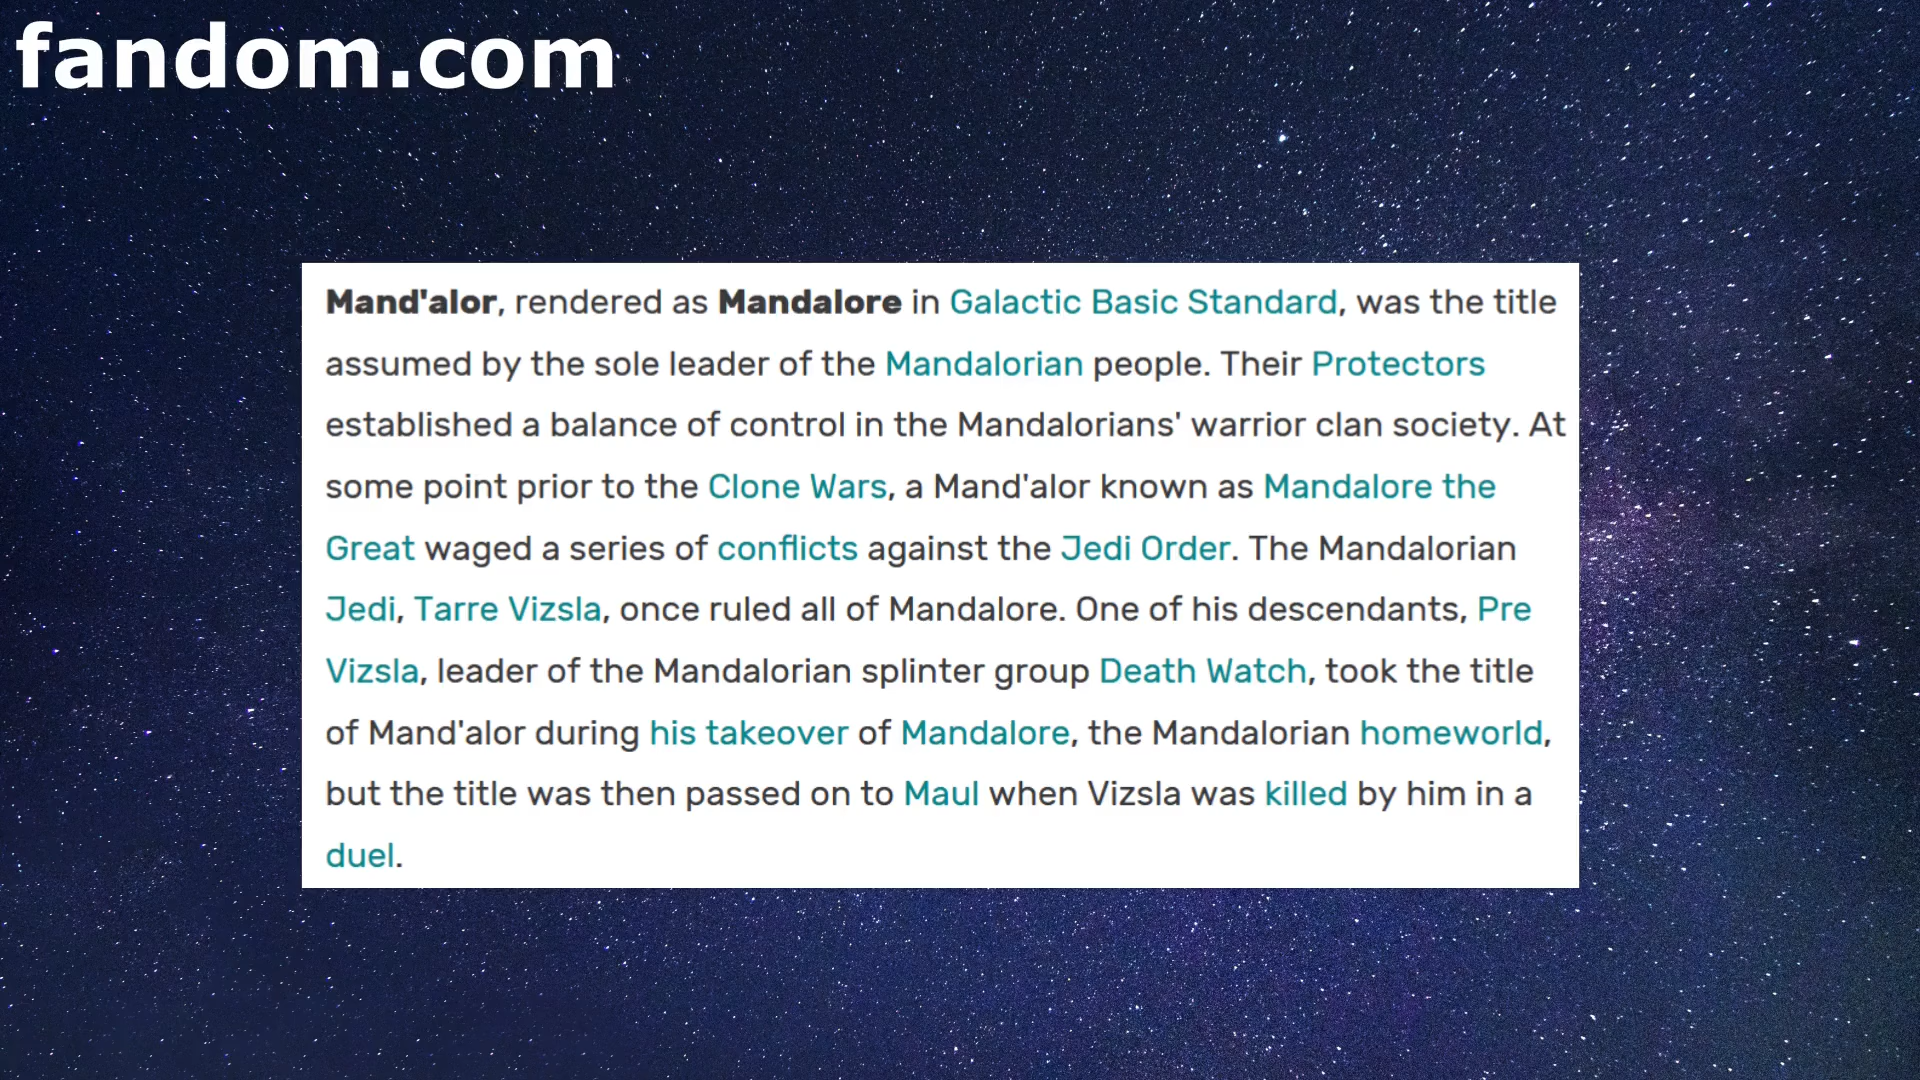 fandom.com
Mand'alor, rendered as Mandalore in Galactic Basic Standard, was the title
assumed by the sole leader of the Mandalorian people. Their Protectors
established a balance of control in the Mandalorians' warrior clan society. At
some point prior to the Clone Wars, a Mand'alor known as Mandalore the
Great waged a series of conflicts against the Jedi Order. The Mandalorian
Jedi, Tarre Vizsla, once ruled all of Mandalore. One of his descendants, Pre
Vizsla, leader of the Mandalorian splinter group Death Watch, took the title
of Mand'alor during his takeover of Mandalore, the Mandalorian homeworld,
but the title was then passed on to Maul when Vizsla was killed by him in a
duel.